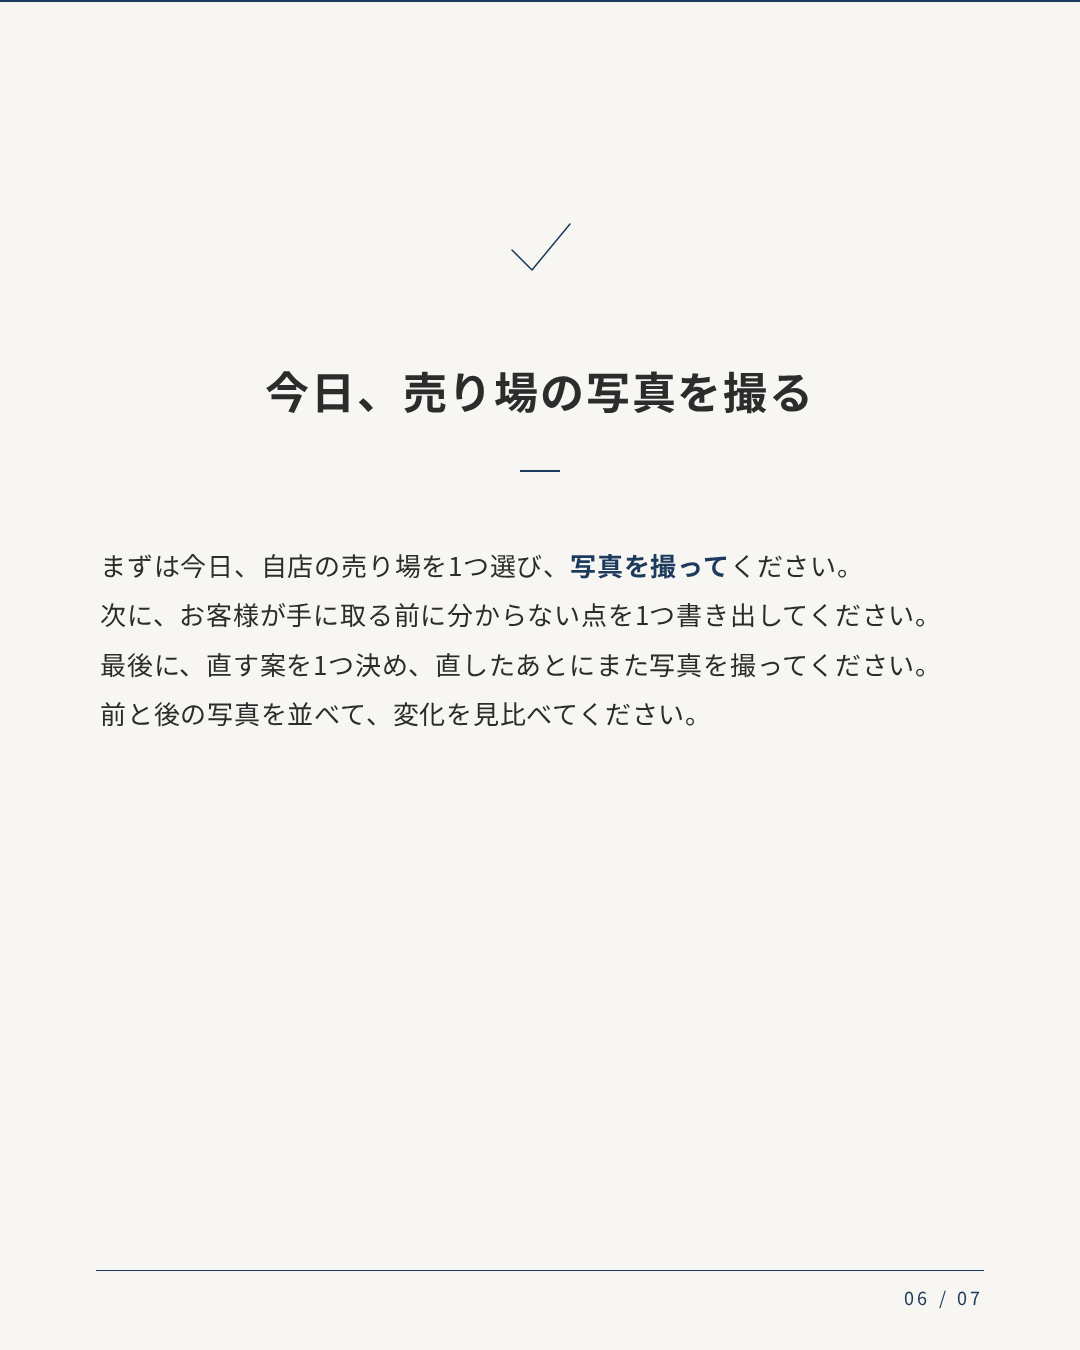 今日、売り場の写真を撮る
まずは今日、自店の売り場を1つ選び、写真を撮ってください。
次に、お客様が手に取る前に分からない点を1つ書き出してください。
最後に、直す案を1つ決め、直したあとにまた写真を撮ってください。
前と後の写真を並べて、変化を見比べてください。
06 / 07